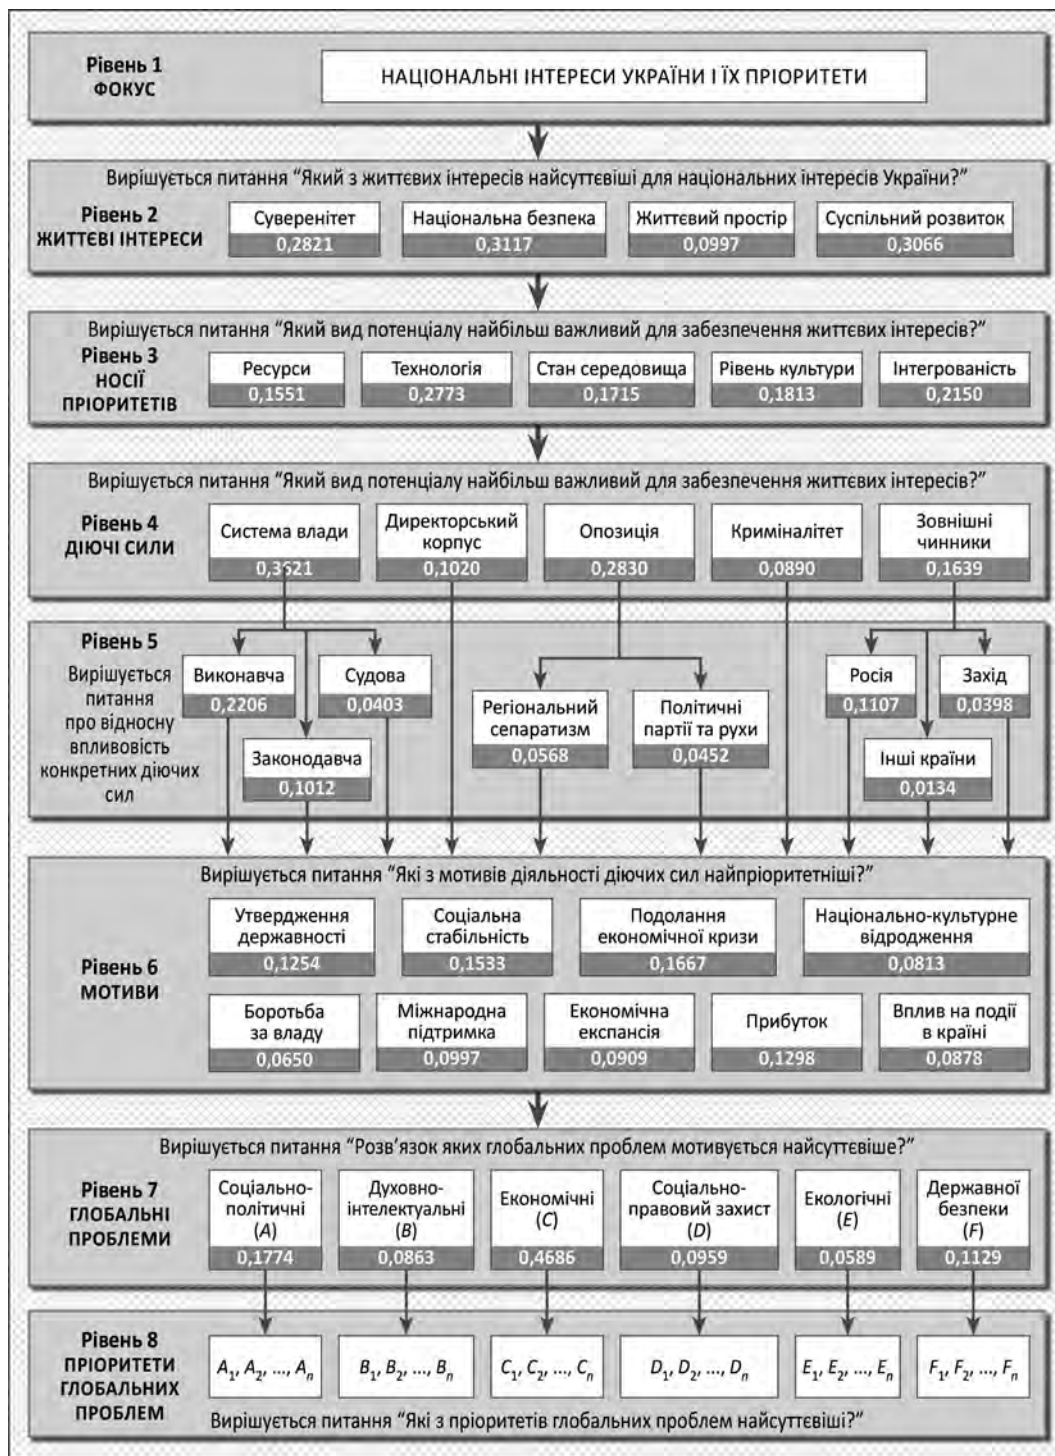 Рівень 1
ФОКУС
НАЦІОНАЛЬНІ ІНТЕРЕСИ УКРАЇНИ І ЇХ ПРІОРИТЕТИ
Вирішується питання “Який з життєвих інтересів найсуттєвіші для національних інтересів України?”
Рівень 2
ЖИТТЄВІ ІНТЕРЕСИ
Суверенітет
0,2821
Національна безпека
0,3117
Життєвий простір
0,0997
Суспільний розвиток
0,3066
Вирішується питання “Який вид потенціалу найбільш важливий для забезпечення життєвих інтересів?”
Рівень 3
НОСІЇ
ПРІОРИТЕТІВ
Ресурси
0,1551
Технологія
0,2773
Стан середовища
0,1715
Рівень культури
0,1813
Інтегрованість
0,2150
Вирішується питання “Який вид потенціалу найбільш важливий для забезпечення життєвих інтересів?”
Рівень 4
ДІЮЧІ СИЛИ
Система влади
0,3621
Директорський
корпус
0,1020
Опозиція
0,2830
Криміналітет
0,0890
Зовнішні
чинники
0,1639
Рівень 5
Вирішується
питання
про відносну
впливовість
конкретних діючих
сил
Виконавча
0,2206
Судова
0,0403
Законодавча
0,1012
Регіональний
сепаратизм
0,0568
Політичні
партії та рухи
0,0452
Росія
0,1107
Захід
0,0398
Інші країни
0,0134
Вирішується питання “Які з мотивів діяльності діючих сил найпріоритетніші?”
Рівень 6
МОТИВИ
Утвердження
державності
0,1254
Соціальна
стабільність
0,1533
Подолання
економічної кризи
0,1667
Національно-культурне
відродження
0,0813
Боротьба
за владу
0,0650
Міжнародна
підтримка
0,0997
Економічна
експансія
0,0909
Прибуток
0,1298
Вплив на події
в країні
0,0878
Вирішується питання “Розв’язок яких глобальних проблем мотивується найсуттєвіше?”
Рівень 7
ГЛОБАЛЬНІ
ПРОБЛЕМИ
Соціально-
політичні
(A)
0,1774
Духовно-
інтелектуальні
(B)
0,0863
Економічні
(C)
0,4686
Соціально-
правовий захист
(D)
0,0959
Екологічні
(E)
0,0589
Державної
безпеки
(F)
0,1129
Рівень 8
ПРІОРИТЕТИ
ГЛОБАЛЬНИХ
ПРОБЛЕМ
A1, A2, ..., An
B1, B2, ..., Bn
C1, C2, ..., Cn
D1, D2, ..., Dn
E1, E2, ..., En
F1, F2, ..., Fn
Вирішується питання “Які з пріоритетів глобальних проблем найсуттєвіші?”